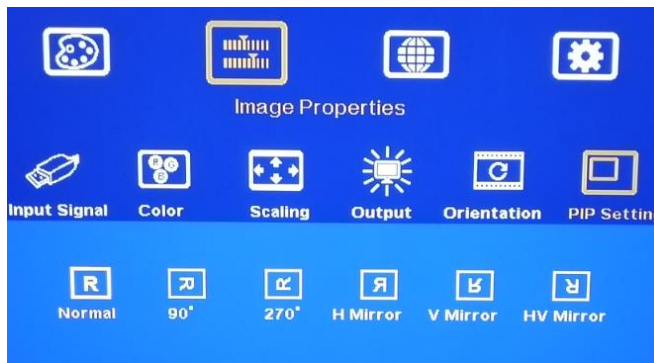 Image Properties
R G B
Input Signal Color Scaling Output Orientation PIP Settin
R R R R R R
Normal 90° 270° H Mirror V Mirror HV Mirror